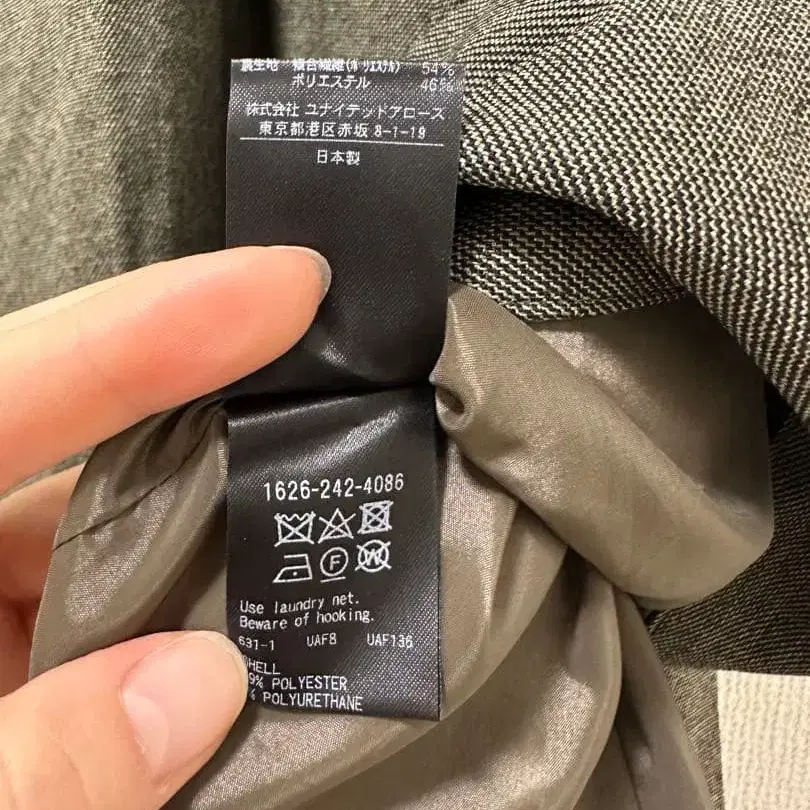 裏生地 複合繊維(ポリエステル) 54%
ポリエステル 46%
株式会社 ユナイテッドアローズ
東京都港区赤坂 8-1-19
日本製
1626-242-4086
F
W
Use laundry net.
Beware of hooking.
631-1 UAF8 UAF136
HELL
9% POLYESTER
% POLYURETHANE